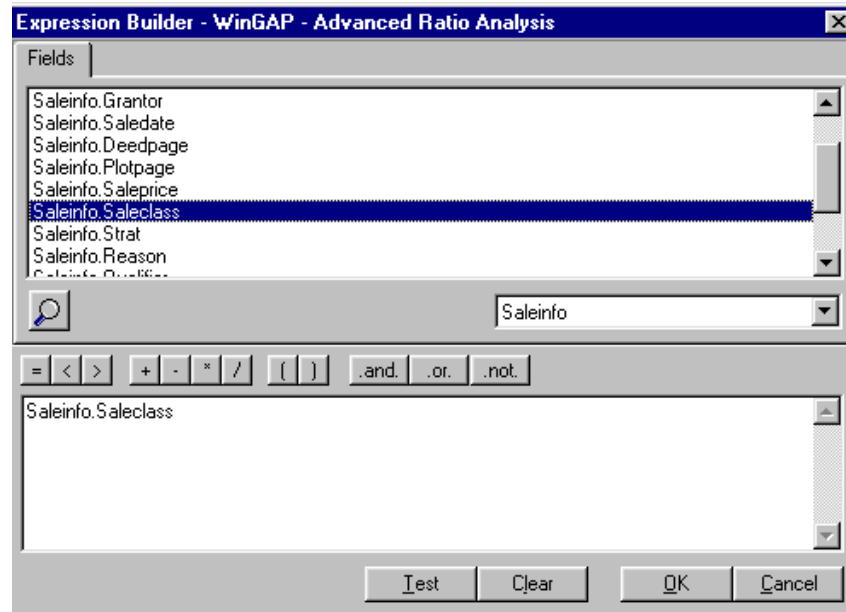 Expression Builder - WinGAP - Advanced Ratio Analysis
Fields
Saleinfo.Grantor
Saleinfo.Saledate
Saleinfo.Deedpage
Saleinfo.Plotpage
Saleinfo.Saleprice
Saleinfo.Saleclass
Saleinfo.Strat
Saleinfo.Reason
Saleinfo
= < > + - * / ( ) .and. .or. .not.
Saleinfo.Saleclass
Test Clear OK Cancel